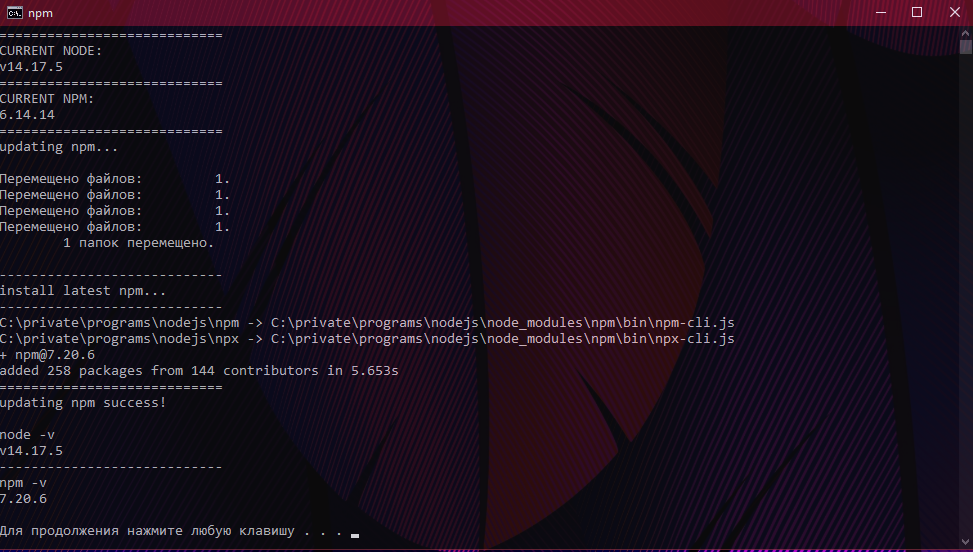 npm
============================
CURRENT NODE:
v14.17.5
============================
CURRENT NPM:
6.14.14
============================
updating npm...
Перемещено файлов:         1.
Перемещено файлов:         1.
Перемещено файлов:         1.
Перемещено файлов:         1.
        1 папок перемещено.
----------------------------
install latest npm...
----------------------------
C:\private\programs\nodejs\npm -> C:\private\programs\nodejs\node_modules\npm\bin\npm-cli.js
C:\private\programs\nodejs\npx -> C:\private\programs\nodejs\node_modules\npm\bin\npx-cli.js
+ npm@7.20.6
added 258 packages from 144 contributors in 5.653s
============================
updating npm success!
node -v
v14.17.5
----------------------------
npm -v
7.20.6
Для продолжения нажмите любую клавишу . . .